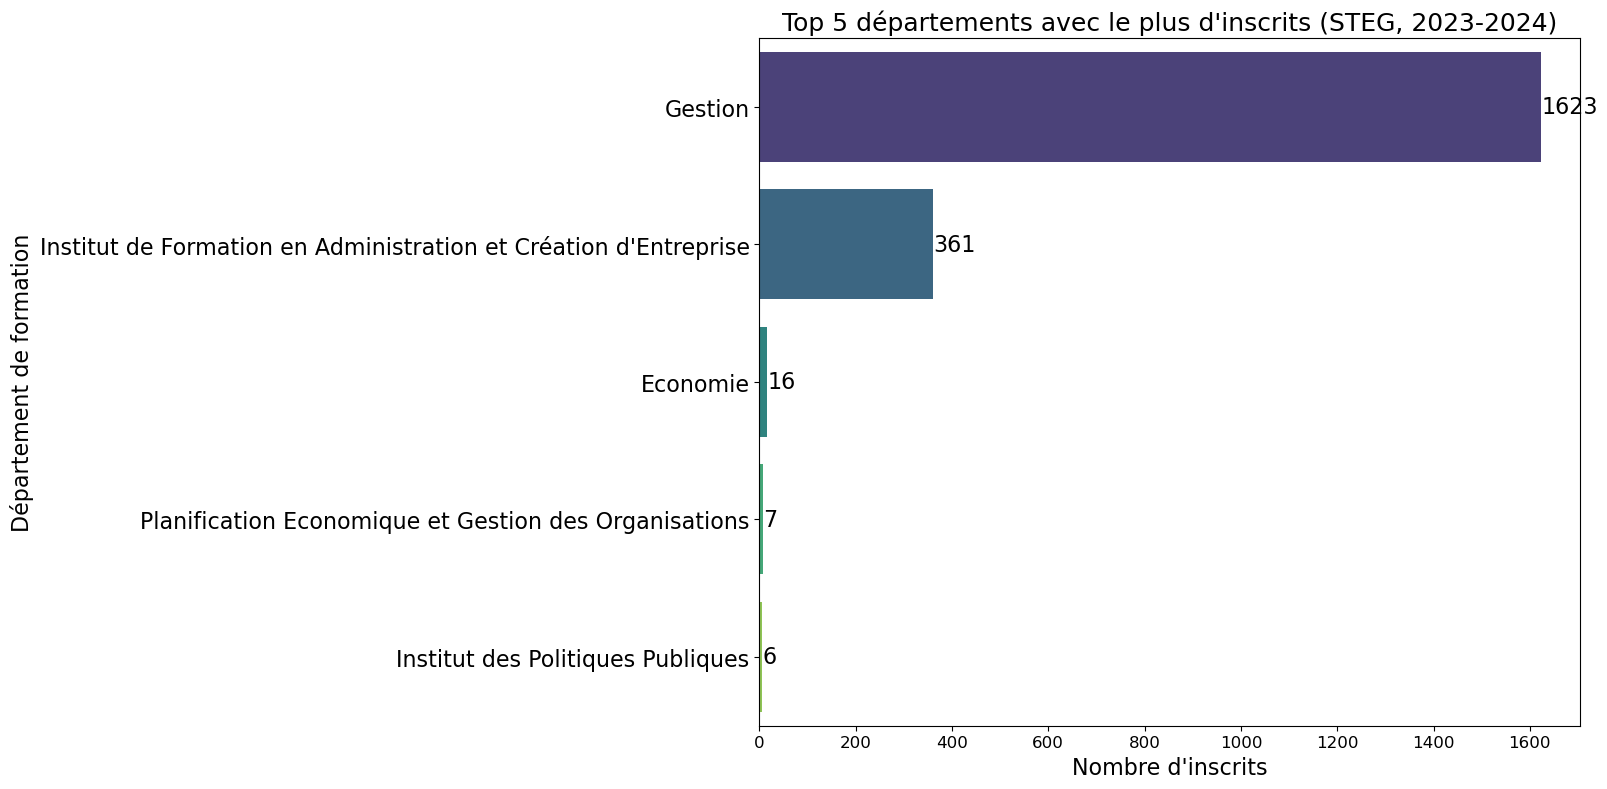 Top 5 départements avec le plus d'inscrits (STEG, 2023-2024)
Département de formation
Gestion
1623
Institut de Formation en Administration et Création d'Entreprise
361
Economie
16
Planification Economique et Gestion des Organisations
7
Institut des Politiques Publiques
6
0 200 400 600 800 1000 1200 1400 1600
Nombre d'inscrits